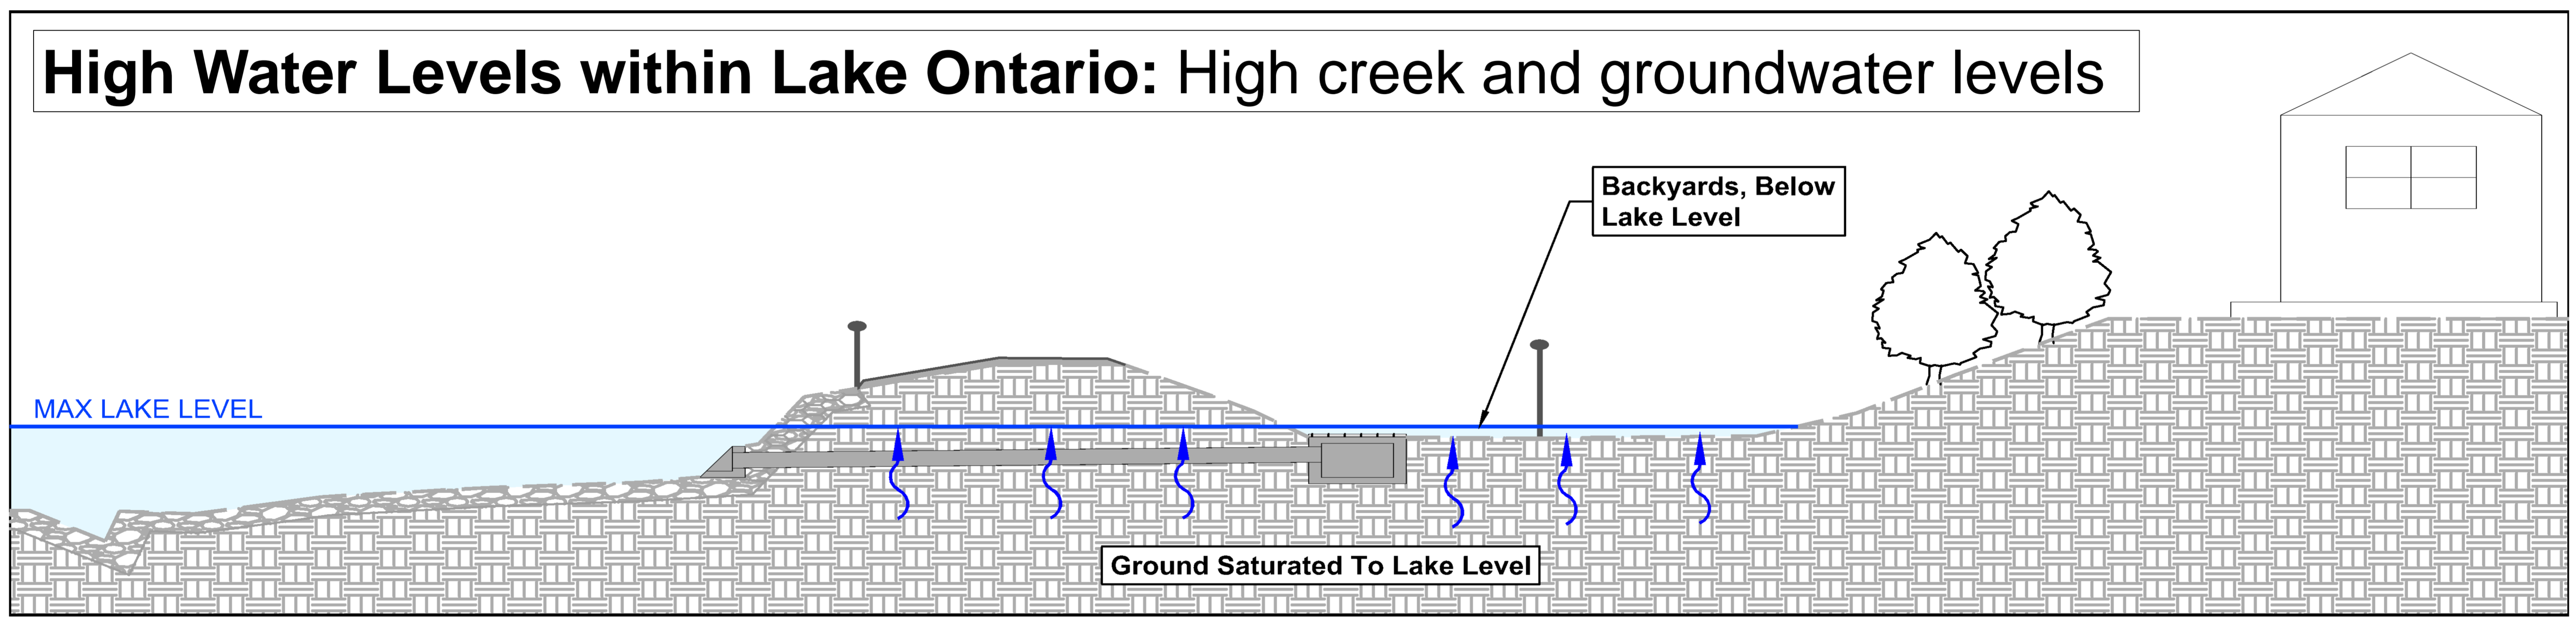 High Water Levels within Lake Ontario: High creek and groundwater levels
Backyards, Below
Lake Level
MAX LAKE LEVEL
Ground Saturated To Lake Level